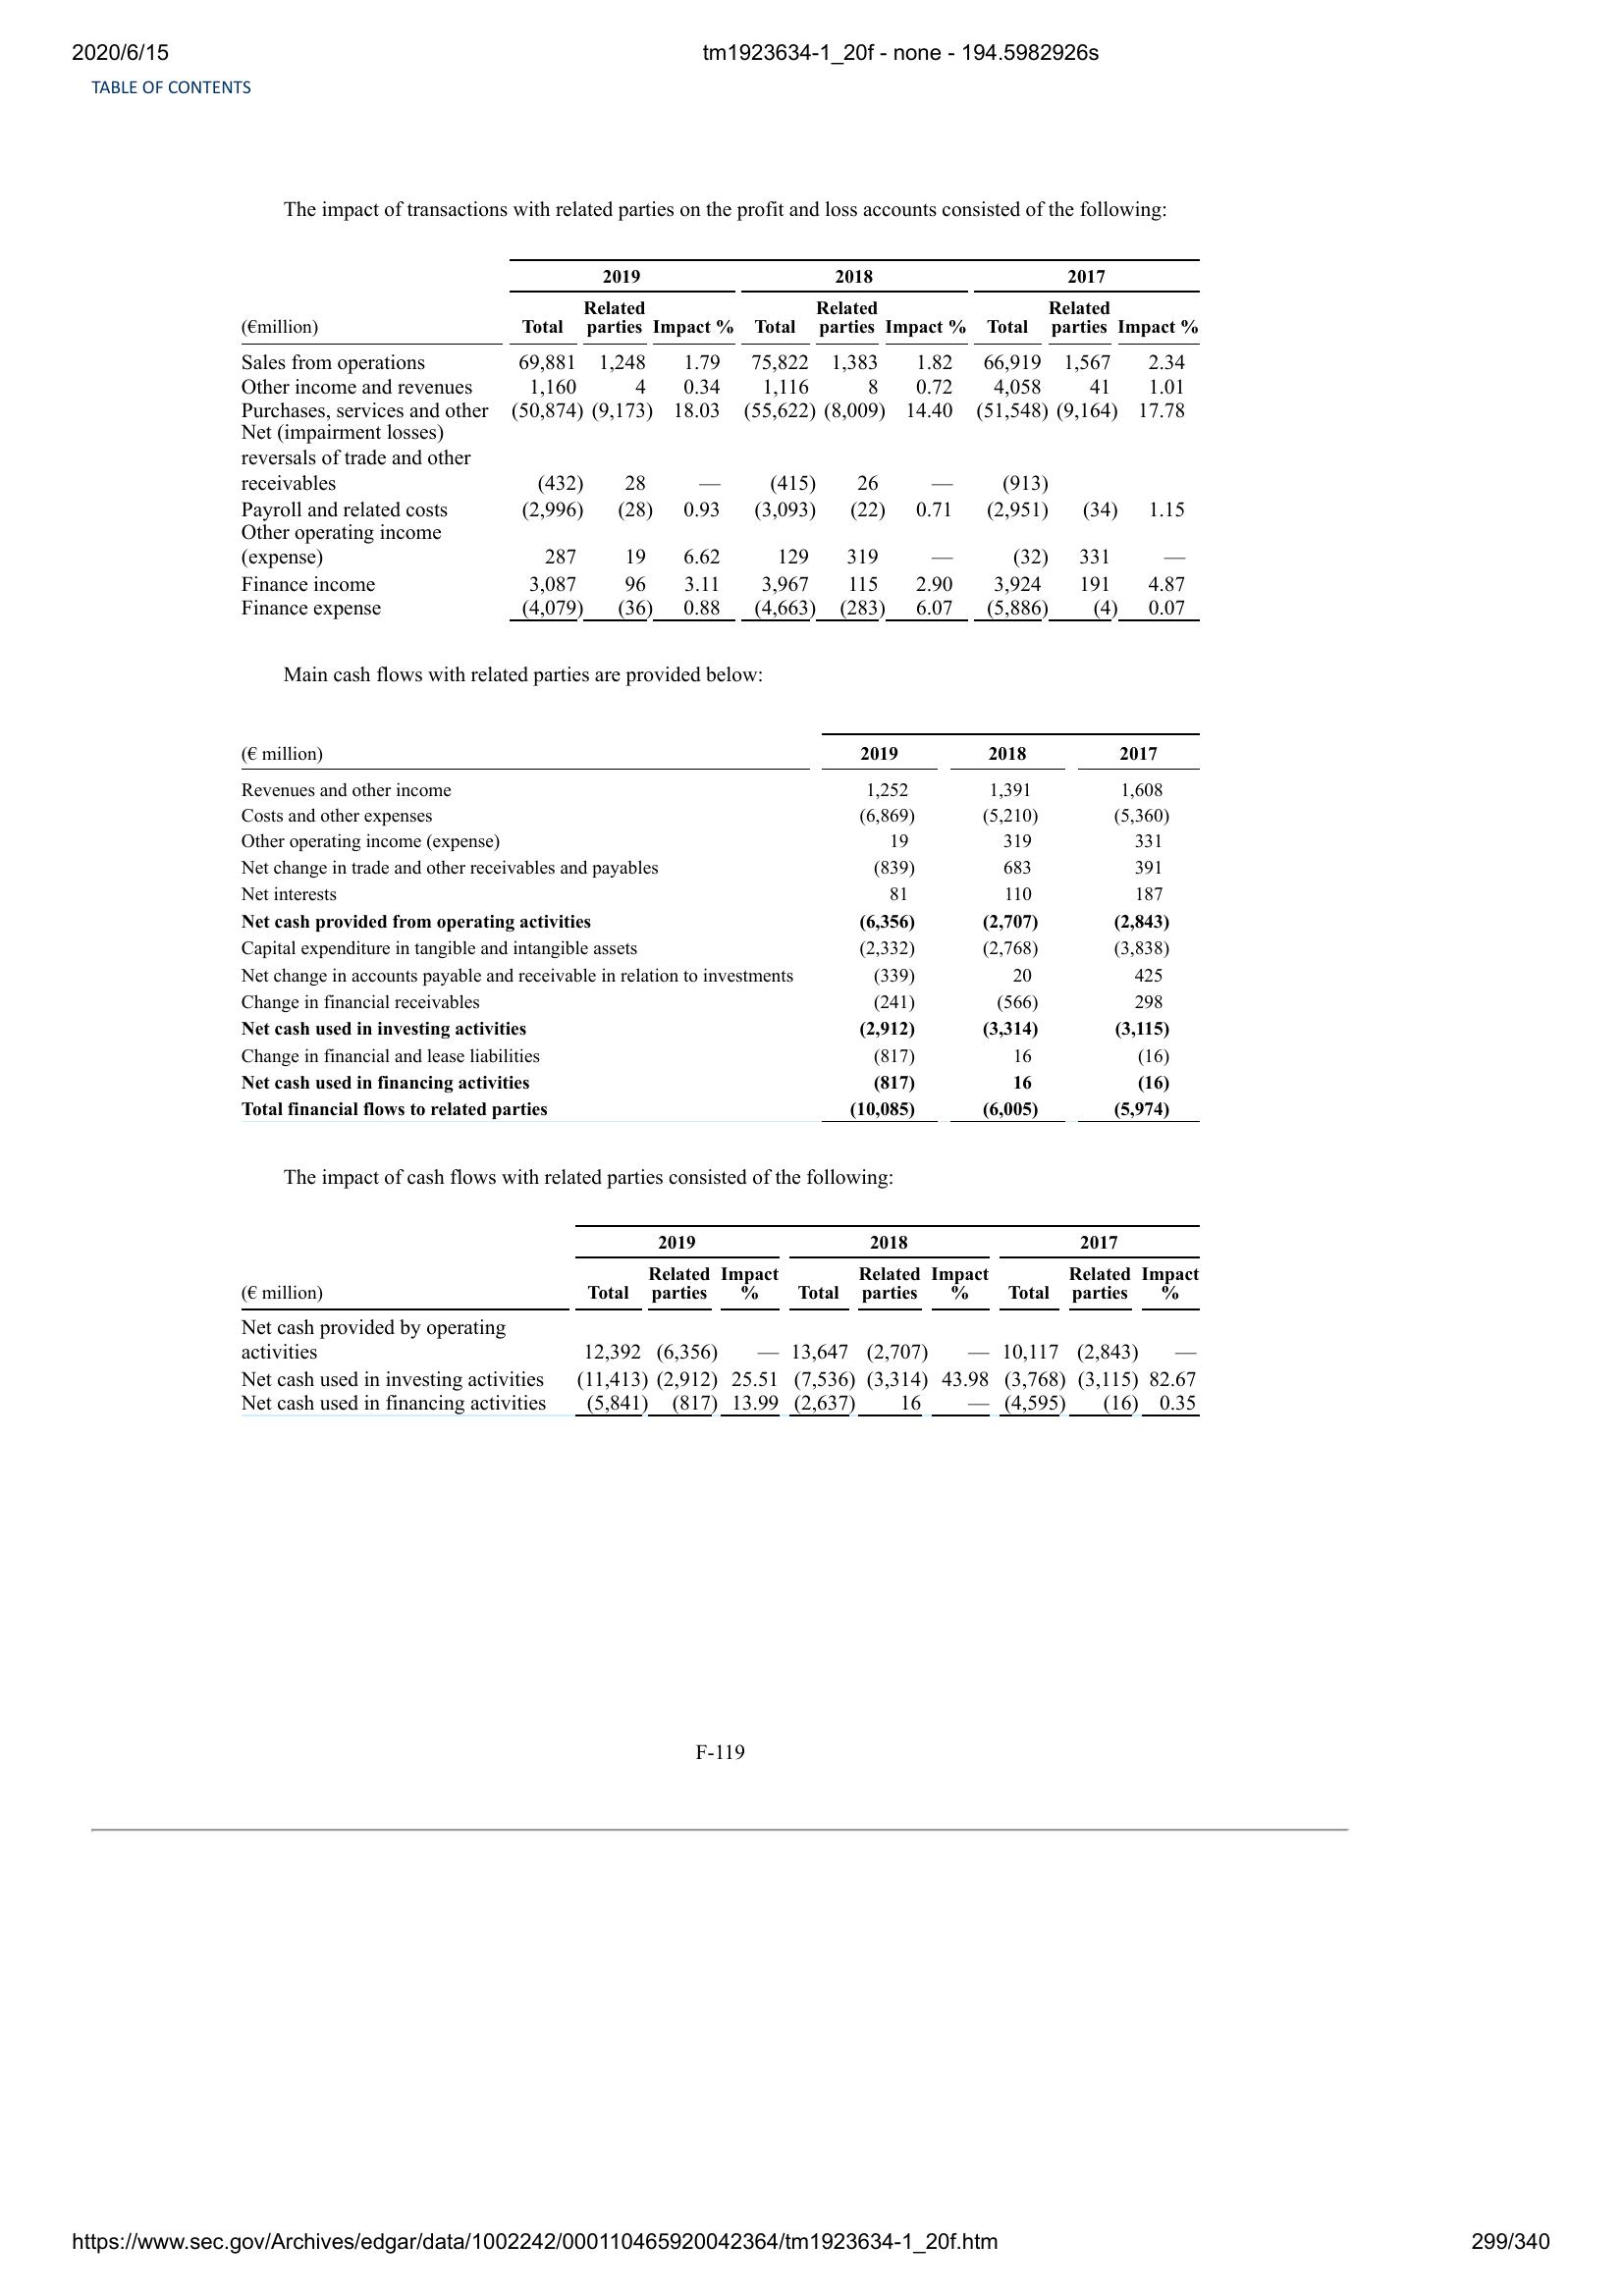 2020/6/15 tm1923634-1_20f - none - 194.5982926s
TABLE OF CONTENTS
The impact of transactions with related parties on the profit and loss accounts consisted of the following:
2019 2018 2017
(€million) Total Related parties Impact % Total Related parties Impact % Total Related parties Impact %
Sales from operations 69,881 1,248 1.79 75,822 1,383 1.82 66,919 1,567 2.34
Other income and revenues 1,160 4 0.34 1,116 8 0.72 4,058 41 1.01
Purchases, services and other (50,874) (9,173) 18.03 (55,622) (8,009) 14.40 (51,548) (9,164) 17.78
Net (impairment losses)
reversals of trade and other
receivables (432) 28 — (415) 26 — (913)
Payroll and related costs (2,996) (28) 0.93 (3,093) (22) 0.71 (2,951) (34) 1.15
Other operating income
(expense) 287 19 6.62 129 319 — (32) 331 —
Finance income 3,087 96 3.11 3,967 115 2.90 3,924 191 4.87
Finance expense (4,079) (36) 0.88 (4,663) (283) 6.07 (5,886) (4) 0.07
Main cash flows with related parties are provided below:
(€ million) 2019 2018 2017
Revenues and other income 1,252 1,391 1,608
Costs and other expenses (6,869) (5,210) (5,360)
Other operating income (expense) 19 319 331
Net change in trade and other receivables and payables (839) 683 391
Net interests 81 110 187
Net cash provided from operating activities (6,356) (2,707) (2,843)
Capital expenditure in tangible and intangible assets (2,332) (2,768) (3,838)
Net change in accounts payable and receivable in relation to investments (339) 20 425
Change in financial receivables (241) (566) 298
Net cash used in investing activities (2,912) (3,314) (3,115)
Change in financial and lease liabilities (817) 16 (16)
Net cash used in financing activities (817) 16 (16)
Total financial flows to related parties (10,085) (6,005) (5,974)
The impact of cash flows with related parties consisted of the following:
2019 2018 2017
(€ million) Total Related parties Impact % Total Related parties Impact % Total Related parties Impact %
Net cash provided by operating
activities 12,392 (6,356) — 13,647 (2,707) — 10,117 (2,843) —
Net cash used in investing activities (11,413) (2,912) 25.51 (7,536) (3,314) 43.98 (3,768) (3,115) 82.67
Net cash used in financing activities (5,841) (817) 13.99 (2,637) 16 — (4,595) (16) 0.35
F-119
https://www.sec.gov/Archives/edgar/data/1002242/000110465920042364/tm1923634-1_20f.htm 299/340